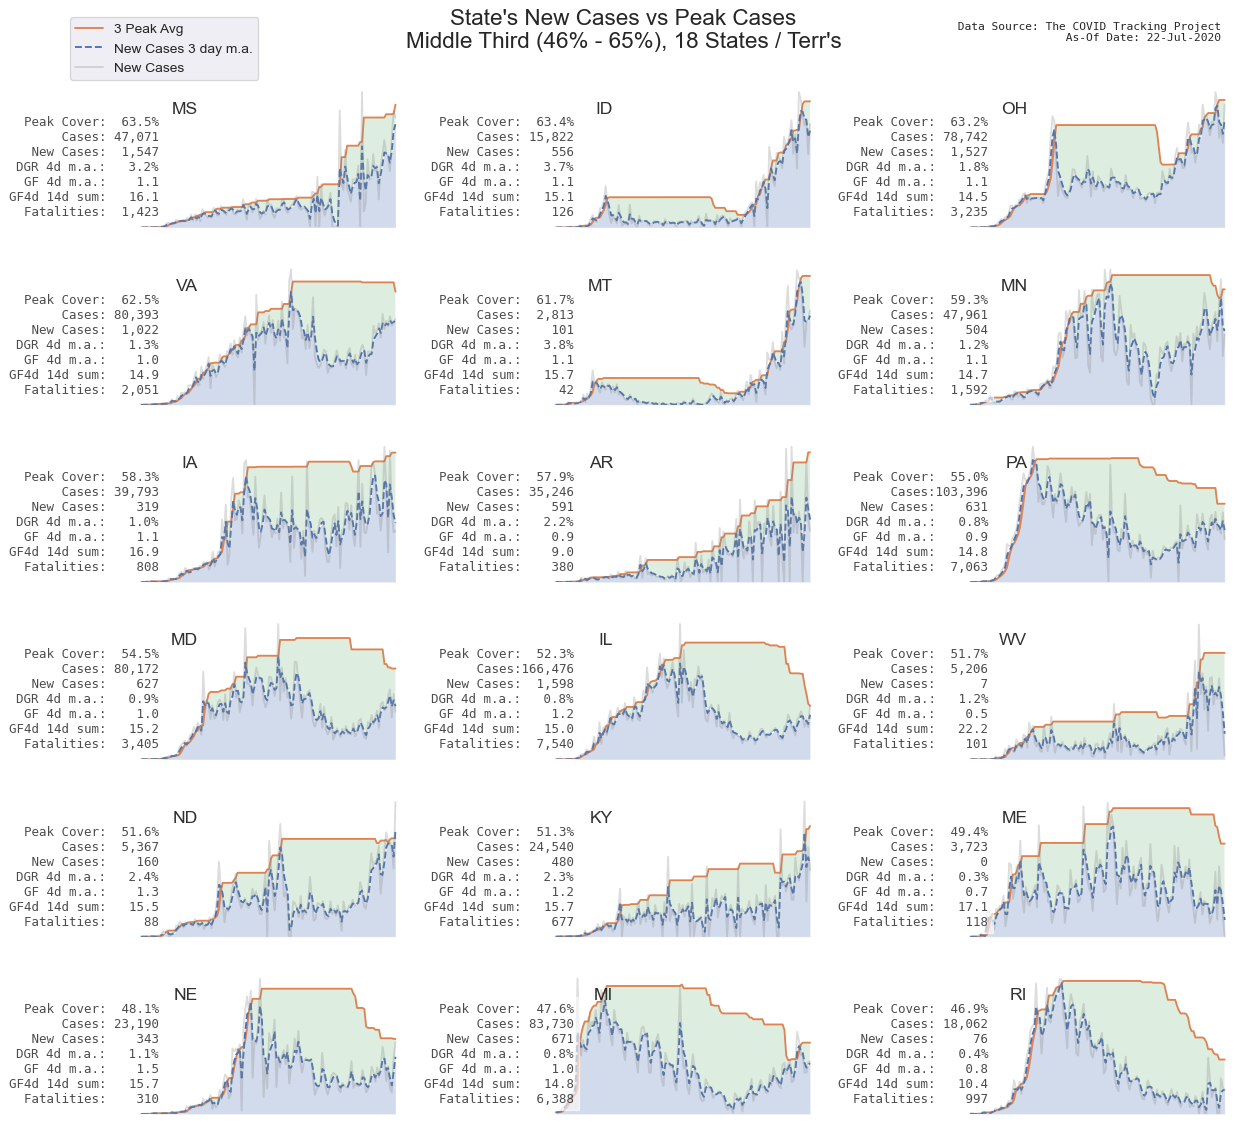 State's New Cases vs Peak Cases
Middle Third (46% - 65%), 18 States / Terr's
3 Peak Avg
New Cases 3 day m.a.
New Cases
Data Source: The COVID Tracking Project
As-Of Date: 22-Jul-2020
MS
Peak Cover: 63.5%
Cases: 47,071
New Cases: 1,547
DGR 4d m.a.: 3.2%
GF 4d m.a.: 1.1
GF4d 14d sum: 16.1
Fatalities: 1,423
ID
Peak Cover: 63.4%
Cases: 15,822
New Cases: 556
DGR 4d m.a.: 3.7%
GF 4d m.a.: 1.1
GF4d 14d sum: 15.1
Fatalities: 126
OH
Peak Cover: 63.2%
Cases: 78,742
New Cases: 1,527
DGR 4d m.a.: 1.8%
GF 4d m.a.: 1.1
GF4d 14d sum: 14.5
Fatalities: 3,235
VA
Peak Cover: 62.5%
Cases: 80,393
New Cases: 1,022
DGR 4d m.a.: 1.3%
GF 4d m.a.: 1.0
GF4d 14d sum: 14.9
Fatalities: 2,051
MT
Peak Cover: 61.7%
Cases: 2,813
New Cases: 101
DGR 4d m.a.: 3.8%
GF 4d m.a.: 1.1
GF4d 14d sum: 15.7
Fatalities: 42
MN
Peak Cover: 59.3%
Cases: 47,961
New Cases: 504
DGR 4d m.a.: 1.2%
GF 4d m.a.: 1.1
GF4d 14d sum: 14.7
Fatalities: 1,592
IA
Peak Cover: 58.3%
Cases: 39,793
New Cases: 319
DGR 4d m.a.: 1.0%
GF 4d m.a.: 1.1
GF4d 14d sum: 16.9
Fatalities: 808
AR
Peak Cover: 57.9%
Cases: 35,246
New Cases: 591
DGR 4d m.a.: 2.2%
GF 4d m.a.: 0.9
GF4d 14d sum: 9.0
Fatalities: 380
PA
Peak Cover: 55.0%
Cases:103,396
New Cases: 631
DGR 4d m.a.: 0.8%
GF 4d m.a.: 0.9
GF4d 14d sum: 14.8
Fatalities: 7,063
MD
Peak Cover: 54.5%
Cases: 80,172
New Cases: 627
DGR 4d m.a.: 0.9%
GF 4d m.a.: 1.0
GF4d 14d sum: 15.2
Fatalities: 3,405
IL
Peak Cover: 52.3%
Cases:166,476
New Cases: 1,598
DGR 4d m.a.: 0.8%
GF 4d m.a.: 1.2
GF4d 14d sum: 15.0
Fatalities: 7,540
WV
Peak Cover: 51.7%
Cases: 5,206
New Cases: 7
DGR 4d m.a.: 1.2%
GF 4d m.a.: 0.5
GF4d 14d sum: 22.2
Fatalities: 101
ND
Peak Cover: 51.6%
Cases: 5,367
New Cases: 160
DGR 4d m.a.: 2.4%
GF 4d m.a.: 1.3
GF4d 14d sum: 15.5
Fatalities: 88
KY
Peak Cover: 51.3%
Cases: 24,540
New Cases: 480
DGR 4d m.a.: 2.3%
GF 4d m.a.: 1.2
GF4d 14d sum: 15.7
Fatalities: 677
ME
Peak Cover: 49.4%
Cases: 3,723
New Cases: 0
DGR 4d m.a.: 0.3%
GF 4d m.a.: 0.7
GF4d 14d sum: 17.1
Fatalities: 118
NE
Peak Cover: 48.1%
Cases: 23,190
New Cases: 343
DGR 4d m.a.: 1.1%
GF 4d m.a.: 1.5
GF4d 14d sum: 15.7
Fatalities: 310
MI
Peak Cover: 47.6%
Cases: 83,730
New Cases: 671
DGR 4d m.a.: 0.8%
GF 4d m.a.: 1.0
GF4d 14d sum: 14.8
Fatalities: 6,388
RI
Peak Cover: 46.9%
Cases: 18,062
New Cases: 76
DGR 4d m.a.: 0.4%
GF 4d m.a.: 0.8
GF4d 14d sum: 10.4
Fatalities: 997